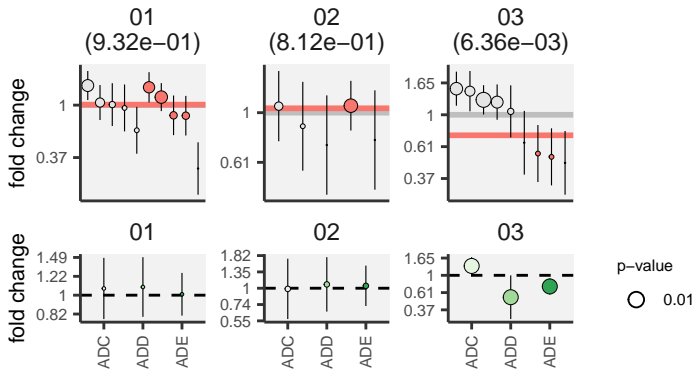 01
(9.32e−01)
02
(8.12e−01)
03
(6.36e−03)
fold change
1
0.37
1
0.61
1.65
1
0.61
0.37
01
02
03
fold change
1.49
1.22
1
0.82
1.82
1.35
1
0.74
0.55
1.65
1
0.61
0.37
ADC
ADD
ADE
ADC
ADD
ADE
ADC
ADD
ADE
p−value
0.01